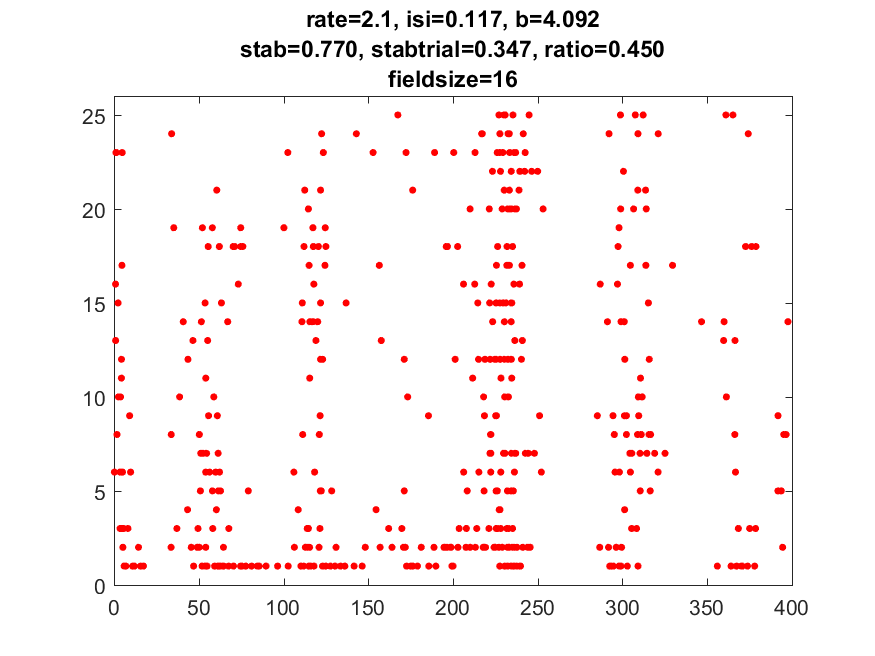 rate=2.1, isi=0.117, b=4.092
stab=0.770, stabtrial=0.347, ratio=0.450
fieldsize=16
25
20
15
10
5
0
0 50 100 150 200 250 300 350 400